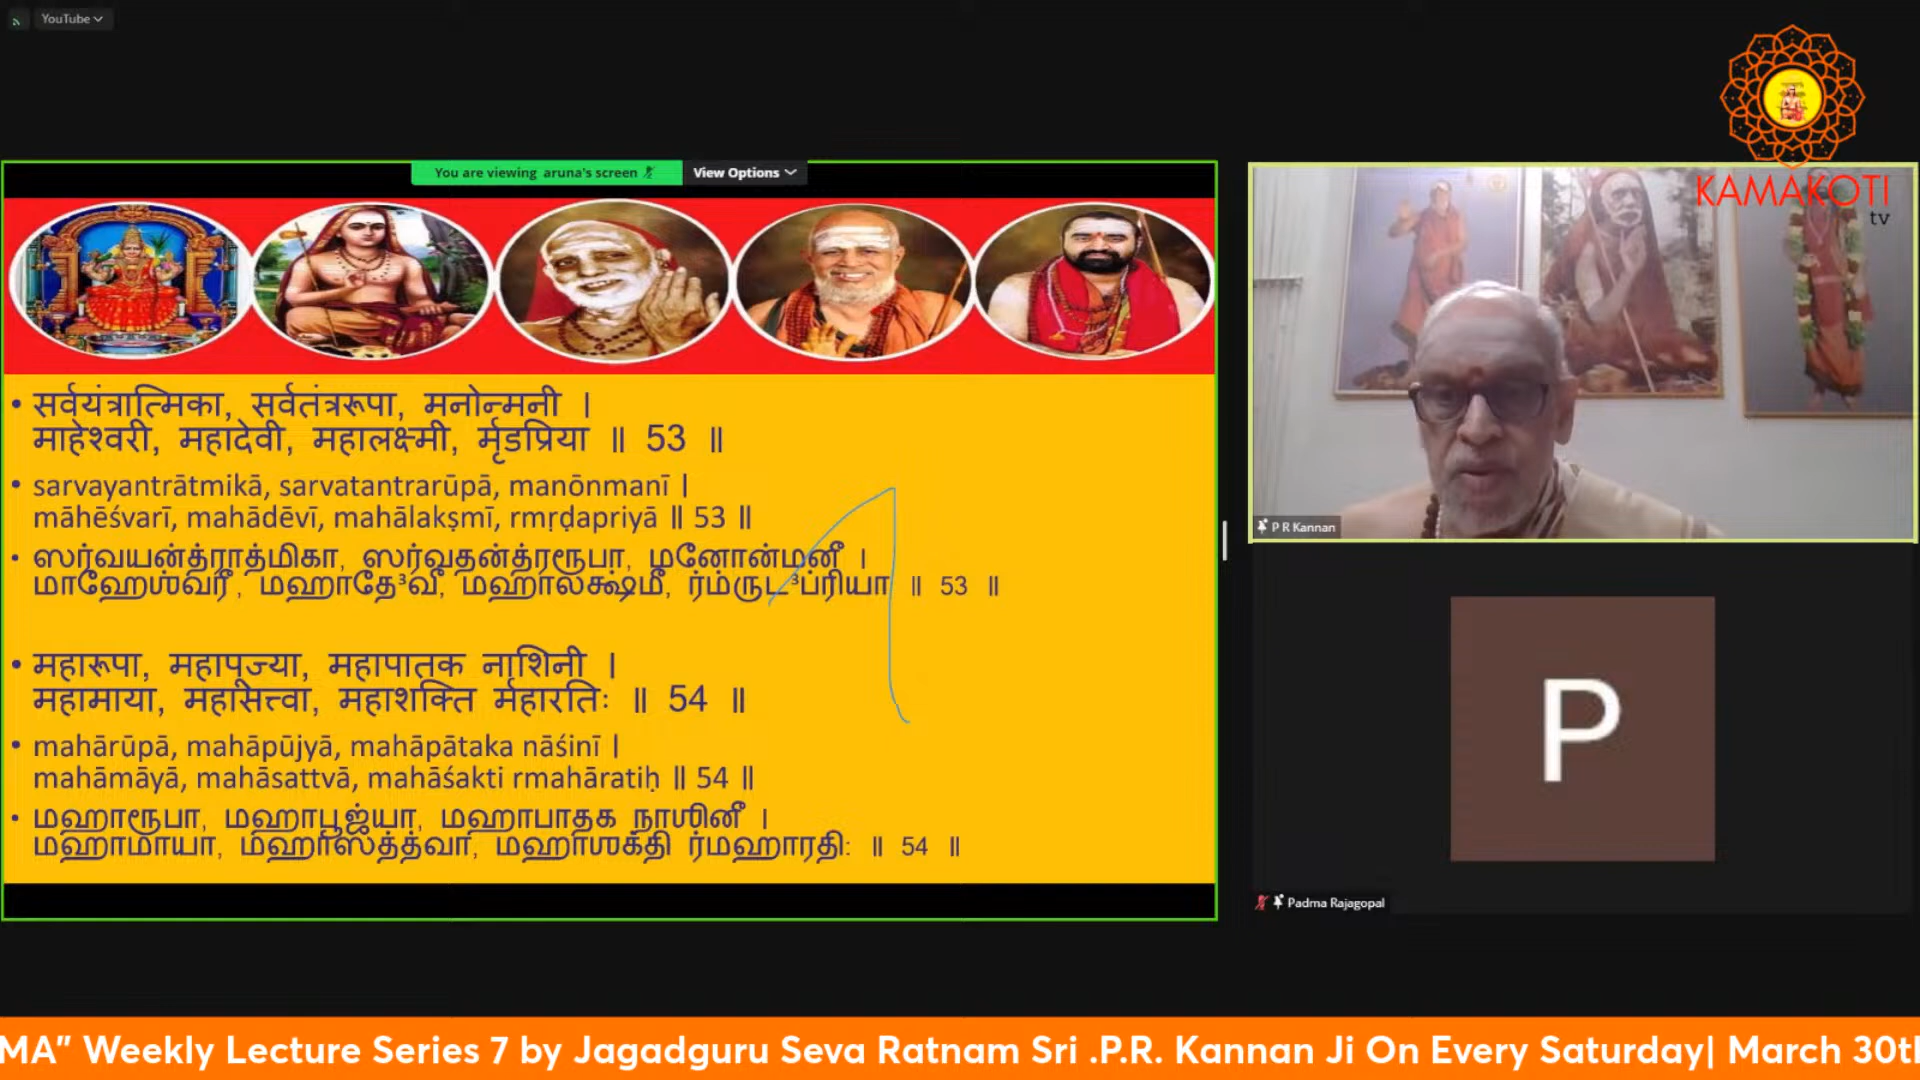 YouTube
KAMAKOTI
tv
You are viewing aruna's screen
View Options
• सर्वयंत्रात्मिका, सर्वतंत्ररूपा, मनोन्मनी |
माहेश्वरी, महादेवी, महालक्ष्मी, र्मृडप्रिया ॥ 53 ॥
• sarvayantrātmikā, sarvatantrarūpā, manōnmanī |
māhēśvarī, mahādēvī, mahālakṣmī, rmṛḍapriyā ॥ 53 ॥
• ஸர்வயன்த்ராத்மிகா, ஸர்வதன்த்ரரூபா, மனோன்மனீ |
மாஹேஶ்வரீ, மஹாதே³வீ, மஹாலக்ஷ்மீ, ர்ம்ருட³ப்ரியா ॥ 53 ॥
• महारूपा, महापूज्या, महापातक नाशिनी |
महामाया, महासत्त्वा, महाशक्ति र्महारतिः ॥ 54 ॥
• mahārūpā, mahāpūjyā, mahāpātaka nāśinī |
mahāmāyā, mahāsattvā, mahāśakti rmahāratiḥ ॥ 54 ॥
• மஹாரூபா, மஹாபூஜ்யா, மஹாபாதக நாஶினீ |
மஹாமாயா, மஹாஸத்த்வா, மஹாஶக்தி ர்மஹாரதி: ॥ 54 ॥
P R Kannan
P
Padma Rajagopal
MA" Weekly Lecture Series 7 by Jagadguru Seva Ratnam Sri .P.R. Kannan Ji On Every Saturday| March 30t